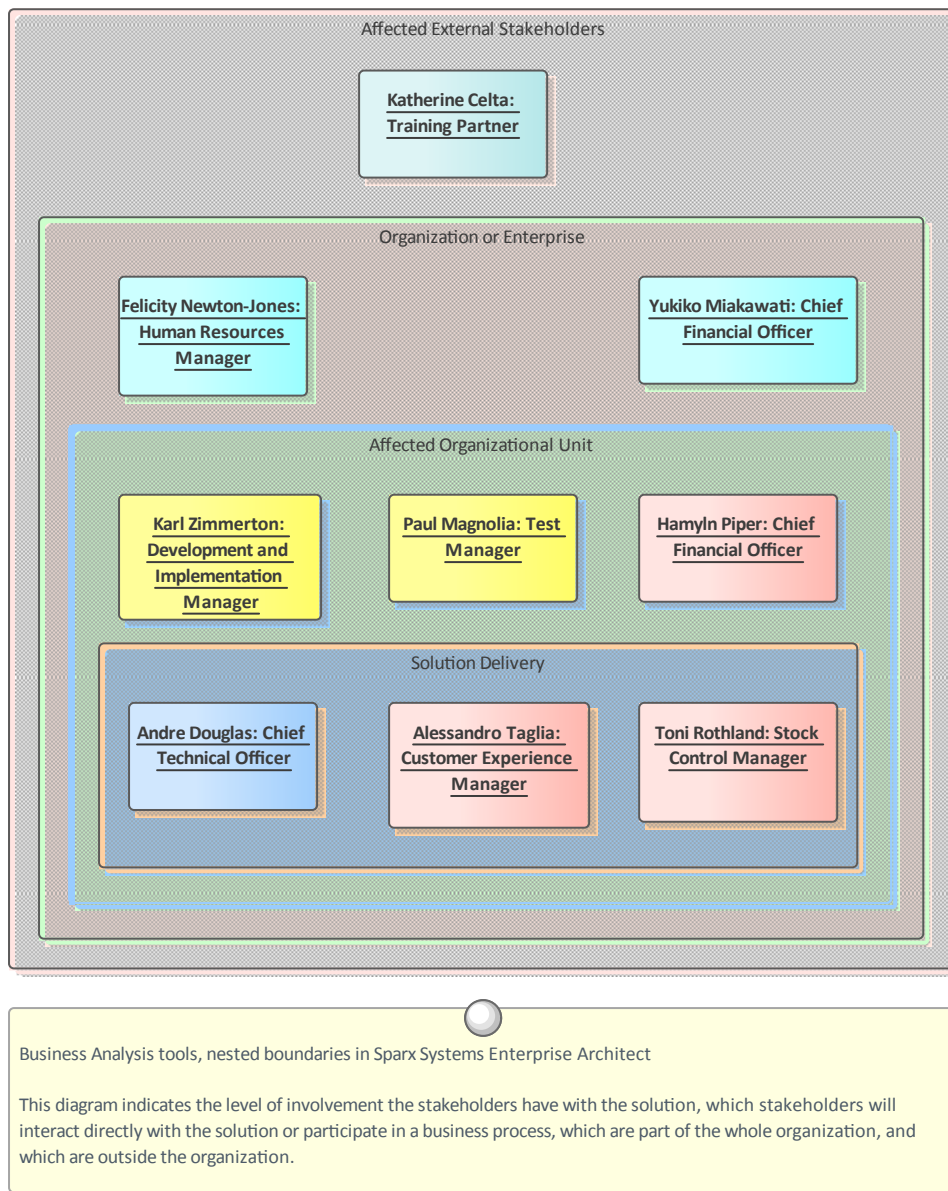 Affected External Stakeholders
Katherine Celta:
Training Partner
Organization or Enterprise
Felicity Newton-Jones:
Human Resources
Manager
Yukiko Miakawati: Chief
Financial Officer
Affected Organizational Unit
Karl Zimmerton:
Development and
Implementation
Manager
Paul Magnolia: Test
Manager
Hamyln Piper: Chief
Financial Officer
Solution Delivery
Andre Douglas: Chief
Technical Officer
Alessandro Taglia:
Customer Experience
Manager
Toni Rothland: Stock
Control Manager
Business Analysis tools, nested boundaries in Sparx Systems Enterprise Architect
This diagram indicates the level of involvement the stakeholders have with the solution, which stakeholders will
interact directly with the solution or participate in a business process, which are part of the whole organization, and
which are outside the organization.